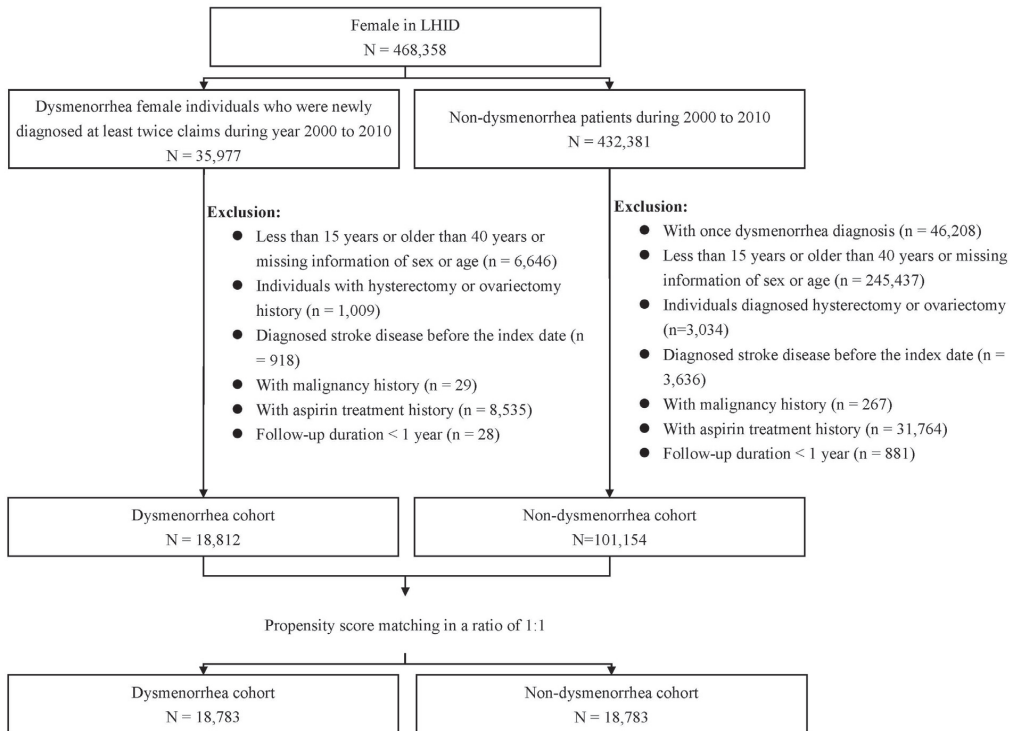 Female in LHID
N = 468,358
Dysmenorrhea female individuals who were newly
diagnosed at least twice claims during year 2000 to 2010
N = 35,977
Non-dysmenorrhea patients during 2000 to 2010
N = 432,381
Exclusion:
● Less than 15 years or older than 40 years or
missing information of sex or age (n = 6,646)
● Individuals with hysterectomy or ovariectomy
history (n = 1,009)
● Diagnosed stroke disease before the index date (n
= 918)
● With malignancy history (n = 29)
● With aspirin treatment history (n = 8,535)
● Follow-up duration < 1 year (n = 28)
Exclusion:
● With once dysmenorrhea diagnosis (n = 46,208)
● Less than 15 years or older than 40 years or missing
information of sex or age (n = 245,437)
● Individuals diagnosed hysterectomy or ovariectomy
(n=3,034)
● Diagnosed stroke disease before the index date (n =
3,636)
● With malignancy history (n = 267)
● With aspirin treatment history (n = 31,764)
● Follow-up duration < 1 year (n = 881)
Dysmenorrhea cohort
N = 18,812
Non-dysmenorrhea cohort
N=101,154
Propensity score matching in a ratio of 1:1
Dysmenorrhea cohort
N = 18,783
Non-dysmenorrhea cohort
N = 18,783